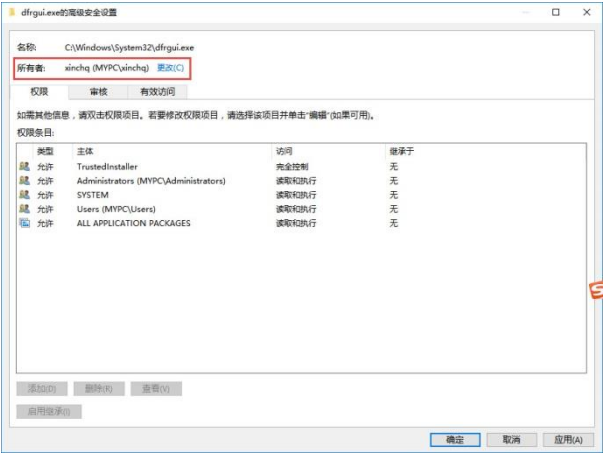 dfrgui.exe的高级安全设置
名称: C:\Windows\System32\dfrgui.exe
所有者: xinchq (MYPC\xinchq) 更改(C)
权限 审核 有效访问
如需其他信息，请双击权限项目。若要修改权限项目，请选择该项目并单击"编辑"(如果可用)。
权限条目:
类型 主体 访问 继承于
允许 TrustedInstaller 完全控制 无
允许 Administrators (MYPC\Administrators) 读取和执行 无
允许 SYSTEM 读取和执行 无
允许 Users (MYPC\Users) 读取和执行 无
允许 ALL APPLICATION PACKAGES 读取和执行 无
添加(D) 删除(R) 查看(V)
启用继承(I)
确定 取消 应用(A)